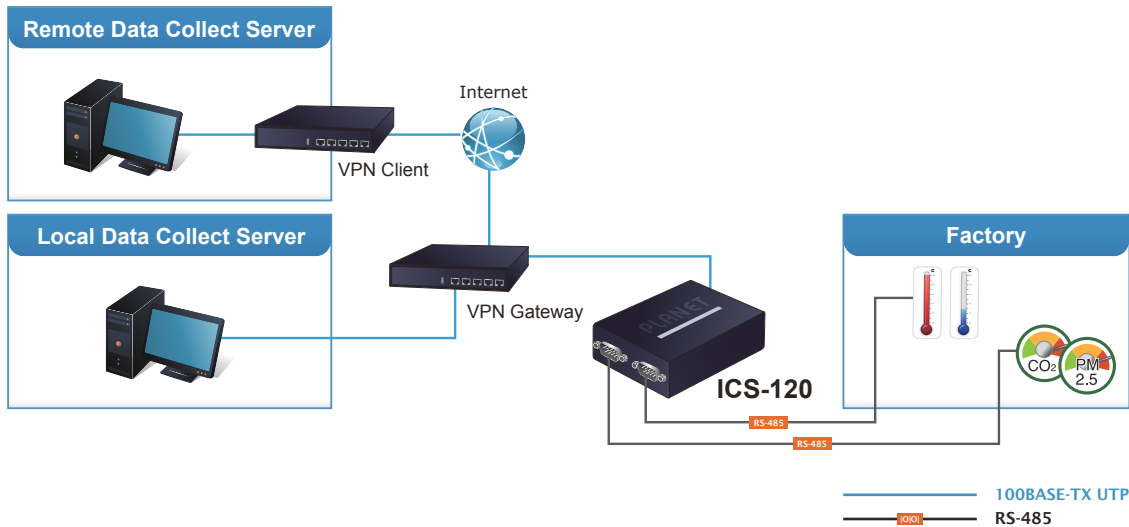 Remote Data Collect Server
Internet
VPN Client
Local Data Collect Server
VPN Gateway
PLANET
ICS-120
Factory
°C
°C
CO₂
PM
2.5
RS-485
RS-485
100BASE-TX UTP
|O|O|
RS-485